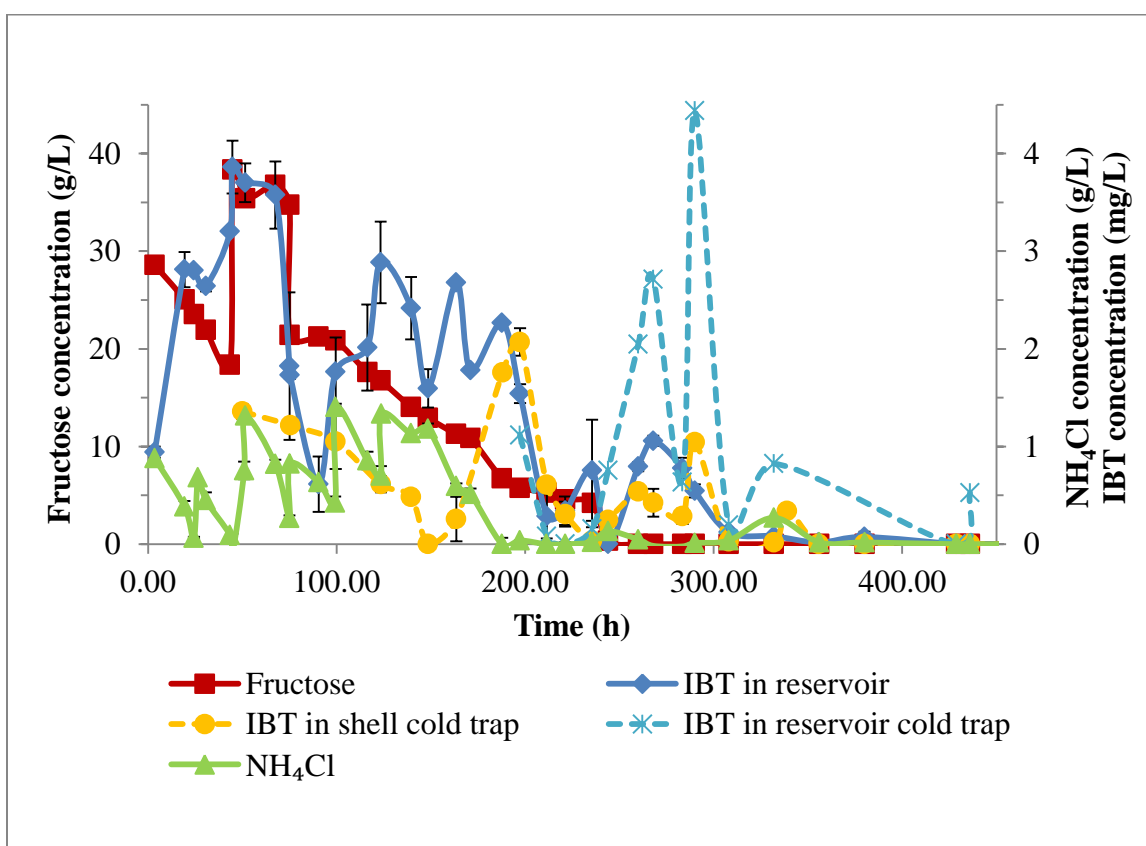 Fructose concentration (g/L)
40
30
20
10
0
4
3
2
1
0
NH₄Cl concentration (g/L)
IBT concentration (mg/L)
0.00 100.00 200.00 300.00 400.00
Time (h)
Fructose IBT in reservoir
IBT in shell cold trap IBT in reservoir cold trap
NH₄Cl